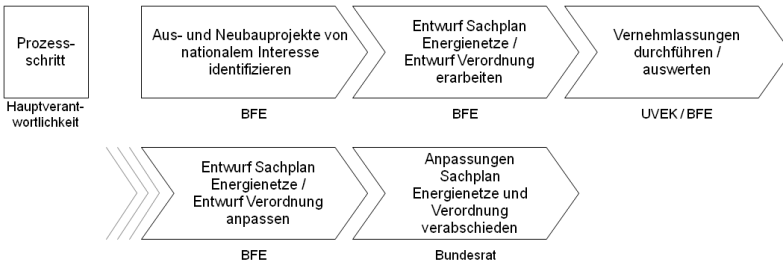 Prozess-
schritt
Hauptverant-
wortlichkeit
Aus- und Neubauprojekte von
nationalem Interesse
identifizieren
BFE
Entwurf Sachplan
Energienetze /
Entwurf Verordnung
erarbeiten
BFE
Vernehmlassungen
durchführen /
auswerten
UVEK / BFE
Entwurf Sachplan
Energienetze /
Entwurf Verordnung
anpassen
BFE
Anpassungen
Sachplan
Energienetze und
Verordnung
verabschieden
Bundesrat